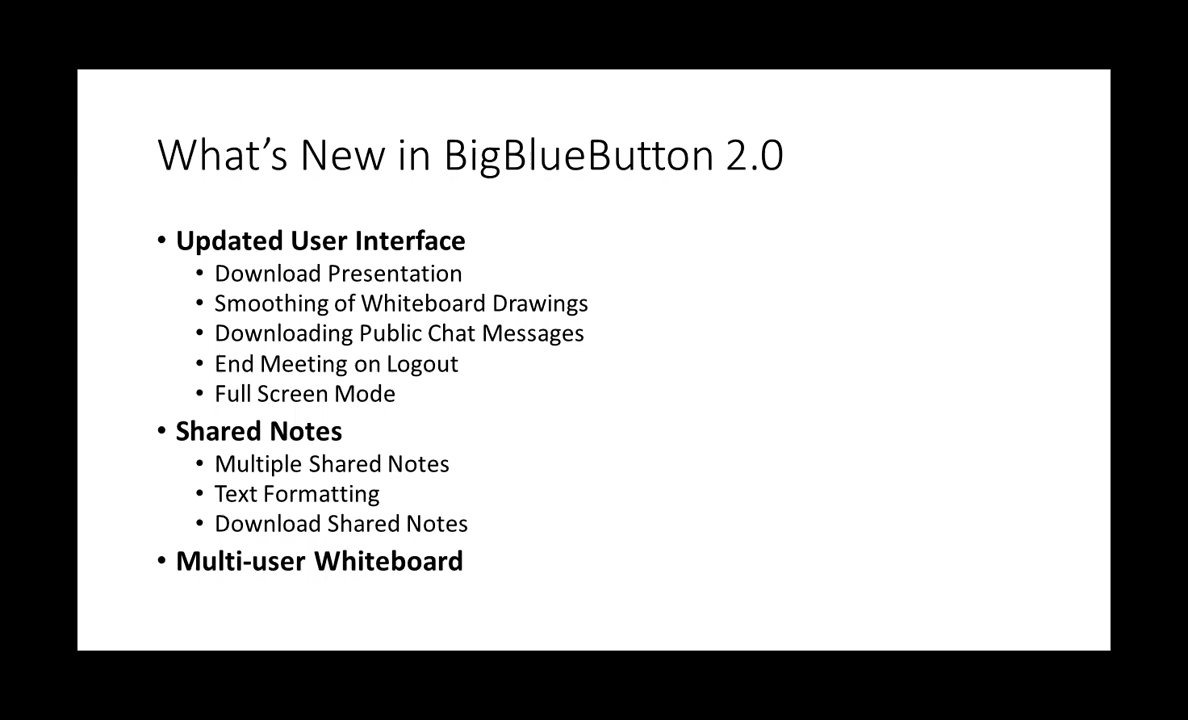 What’s New in BigBlueButton 2.0
• Updated User Interface
• Download Presentation
• Smoothing of Whiteboard Drawings
• Downloading Public Chat Messages
• End Meeting on Logout
• Full Screen Mode
• Shared Notes
• Multiple Shared Notes
• Text Formatting
• Download Shared Notes
• Multi-user Whiteboard